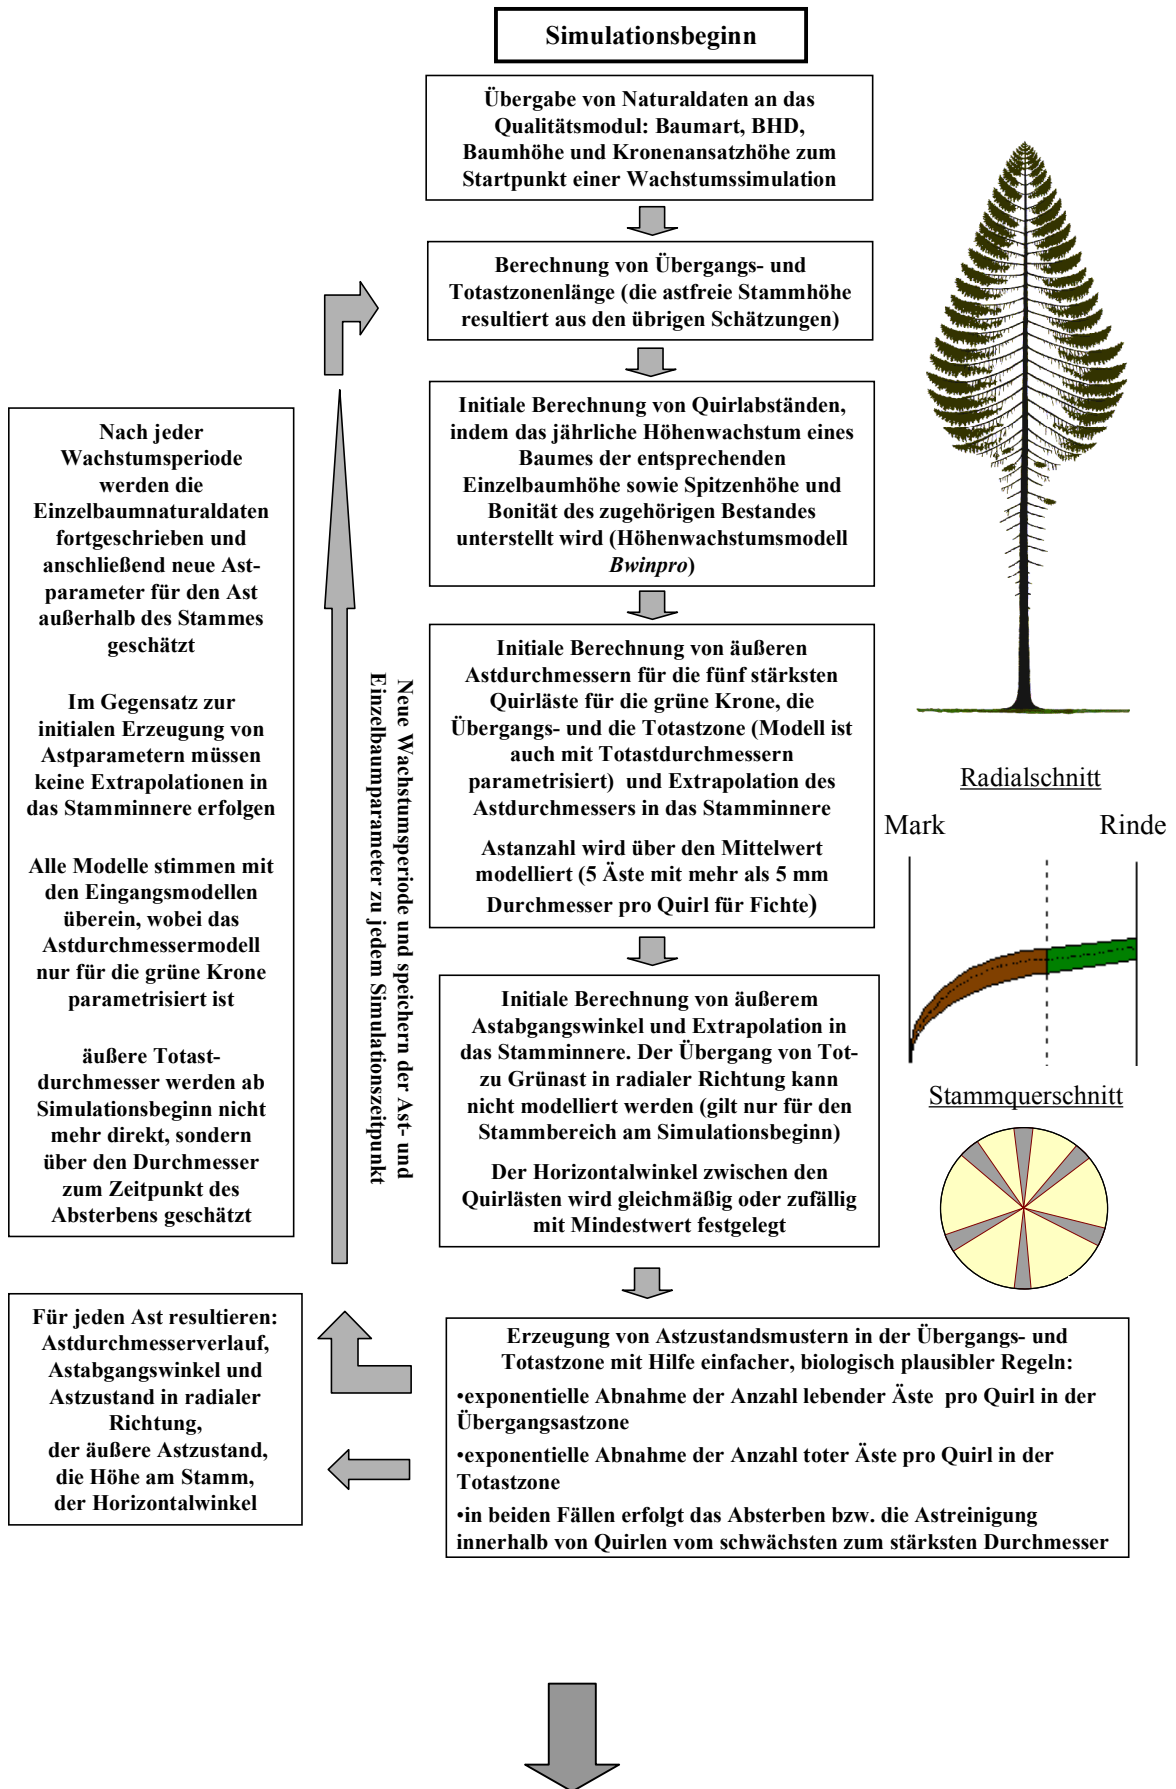 Simulationsbeginn
Übergabe von Naturaldaten an das
Qualitätsmodul: Baumart, BHD,
Baumhöhe und Kronenansatzhöhe zum
Startpunkt einer Wachstumssimulation
Berechnung von Übergangs- und
Totastzonenlänge (die astfreie Stammhöhe
resultiert aus den übrigen Schätzungen)
Initiale Berechnung von Quirlabständen,
indem das jährliche Höhenwachstum eines
Baumes der entsprechenden
Einzelbaumhöhe sowie Spitzenhöhe und
Bonität des zugehörigen Bestandes
unterstellt wird (Höhenwachstumsmodell
Bwinpro)
Initiale Berechnung von äußeren
Astdurchmessern für die fünf stärksten
Quirläste für die grüne Krone, die
Übergangs- und die Totastzone (Modell ist
auch mit Totastdurchmessern
parametrisiert) und Extrapolation des
Astdurchmessers in das Stamminnere
Astanzahl wird über den Mittelwert
modelliert (5 Äste mit mehr als 5 mm
Durchmesser pro Quirl für Fichte)
Initiale Berechnung von äußerem
Astabgangswinkel und Extrapolation in
das Stamminnere. Der Übergang von Tot-
zu Grünast in radialer Richtung kann
nicht modelliert werden (gilt nur für den
Stammbereich am Simulationsbeginn)
Der Horizontalwinkel zwischen den
Quirlästen wird gleichmäßig oder zufällig
mit Mindestwert festgelegt
Erzeugung von Astzustandsmustern in der Übergangs- und
Totastzone mit Hilfe einfacher, biologisch plausibler Regeln:
•exponentielle Abnahme der Anzahl lebender Äste pro Quirl in der
Übergangsastzone
•exponentielle Abnahme der Anzahl toter Äste pro Quirl in der
Totastzone
•in beiden Fällen erfolgt das Absterben bzw. die Astreinigung
innerhalb von Quirlen vom schwächsten zum stärksten Durchmesser
Für jeden Ast resultieren:
Astdurchmesserverlauf,
Astabgangswinkel und
Astzustand in radialer
Richtung,
der äußere Astzustand,
die Höhe am Stamm,
der Horizontalwinkel
Neue Wachstumsperiode und speichern der Ast- und
Einzelbaumparameter zu jedem Simulationszeitpunkt
Nach jeder
Wachstumsperiode
werden die
Einzelbaumnaturaldaten
fortgeschrieben und
anschließend neue Ast-
parameter für den Ast
außerhalb des Stammes
geschätzt
Im Gegensatz zur
initialen Erzeugung von
Astparametern müssen
keine Extrapolationen in
das Stamminnere erfolgen
Alle Modelle stimmen mit
den Eingangsmodellen
überein, wobei das
Astdurchmessermodell
nur für die grüne Krone
parametrisiert ist
äußere Totast-
durchmesser werden ab
Simulationsbeginn nicht
mehr direkt, sondern
über den Durchmesser
zum Zeitpunkt des
Absterbens geschätzt
Radialschnitt
Mark Rinde
Stammquerschnitt